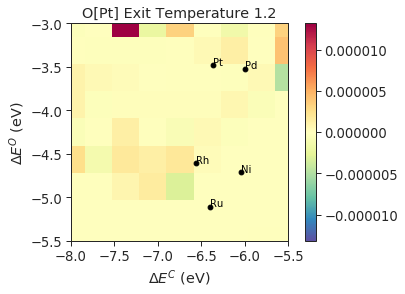 O[Pt] Exit Temperature 1.2
−3.0
−3.5
−4.0
−4.5
−5.0
−5.5
ΔE^O (eV)
Pt
Pd
Rh
Ni
Ru
−8.0 −7.5 −7.0 −6.5 −6.0 −5.5
ΔE^C (eV)
0.000010
0.000005
0.000000
−0.000005
−0.000010